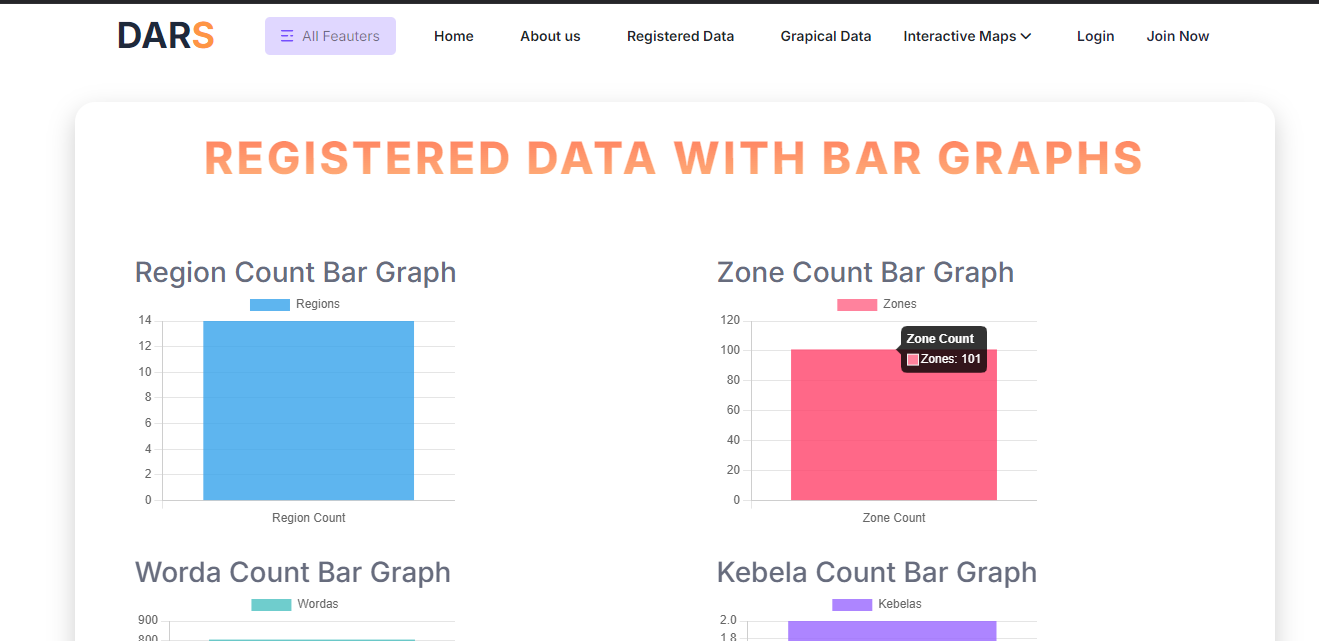 DARS
All Feauters
Home
About us
Registered Data
Grapical Data
Interactive Maps
Login
Join Now
REGISTERED DATA WITH BAR GRAPHS
Region Count Bar Graph
Regions
14
12
10
8
6
4
2
0
Region Count
Zone Count Bar Graph
Zones
120
100
80
60
40
20
0
Zone Count
Zones: 101
Zone Count
Worda Count Bar Graph
Wordas
900
800
Kebela Count Bar Graph
Kebelas
2.0
1.8